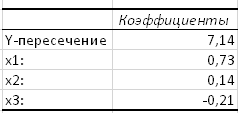 Коэффициенты
Y-пересечение 7,14
x1: 0,73
x2: 0,14
x3: -0,21